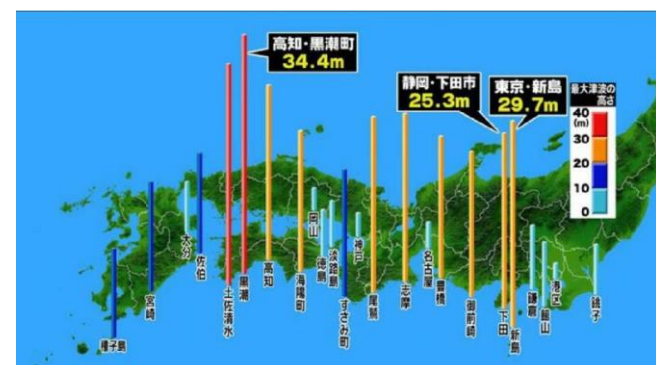 高知・黒潮町
34.4m
静岡・下田市
25.3m
東京・新島
29.7m
最大津波の
高さ
40
(m)
30
20
10
0
種子島
宮崎
大分
佐伯
土佐清水
黒潮
高知
海陽町
岡山
徳島
淡路島
すさみ町
神戸
尾鷲
志摩
名古屋
豊橋
御前崎
下田
新島
鎌倉
館山
港区
銚子